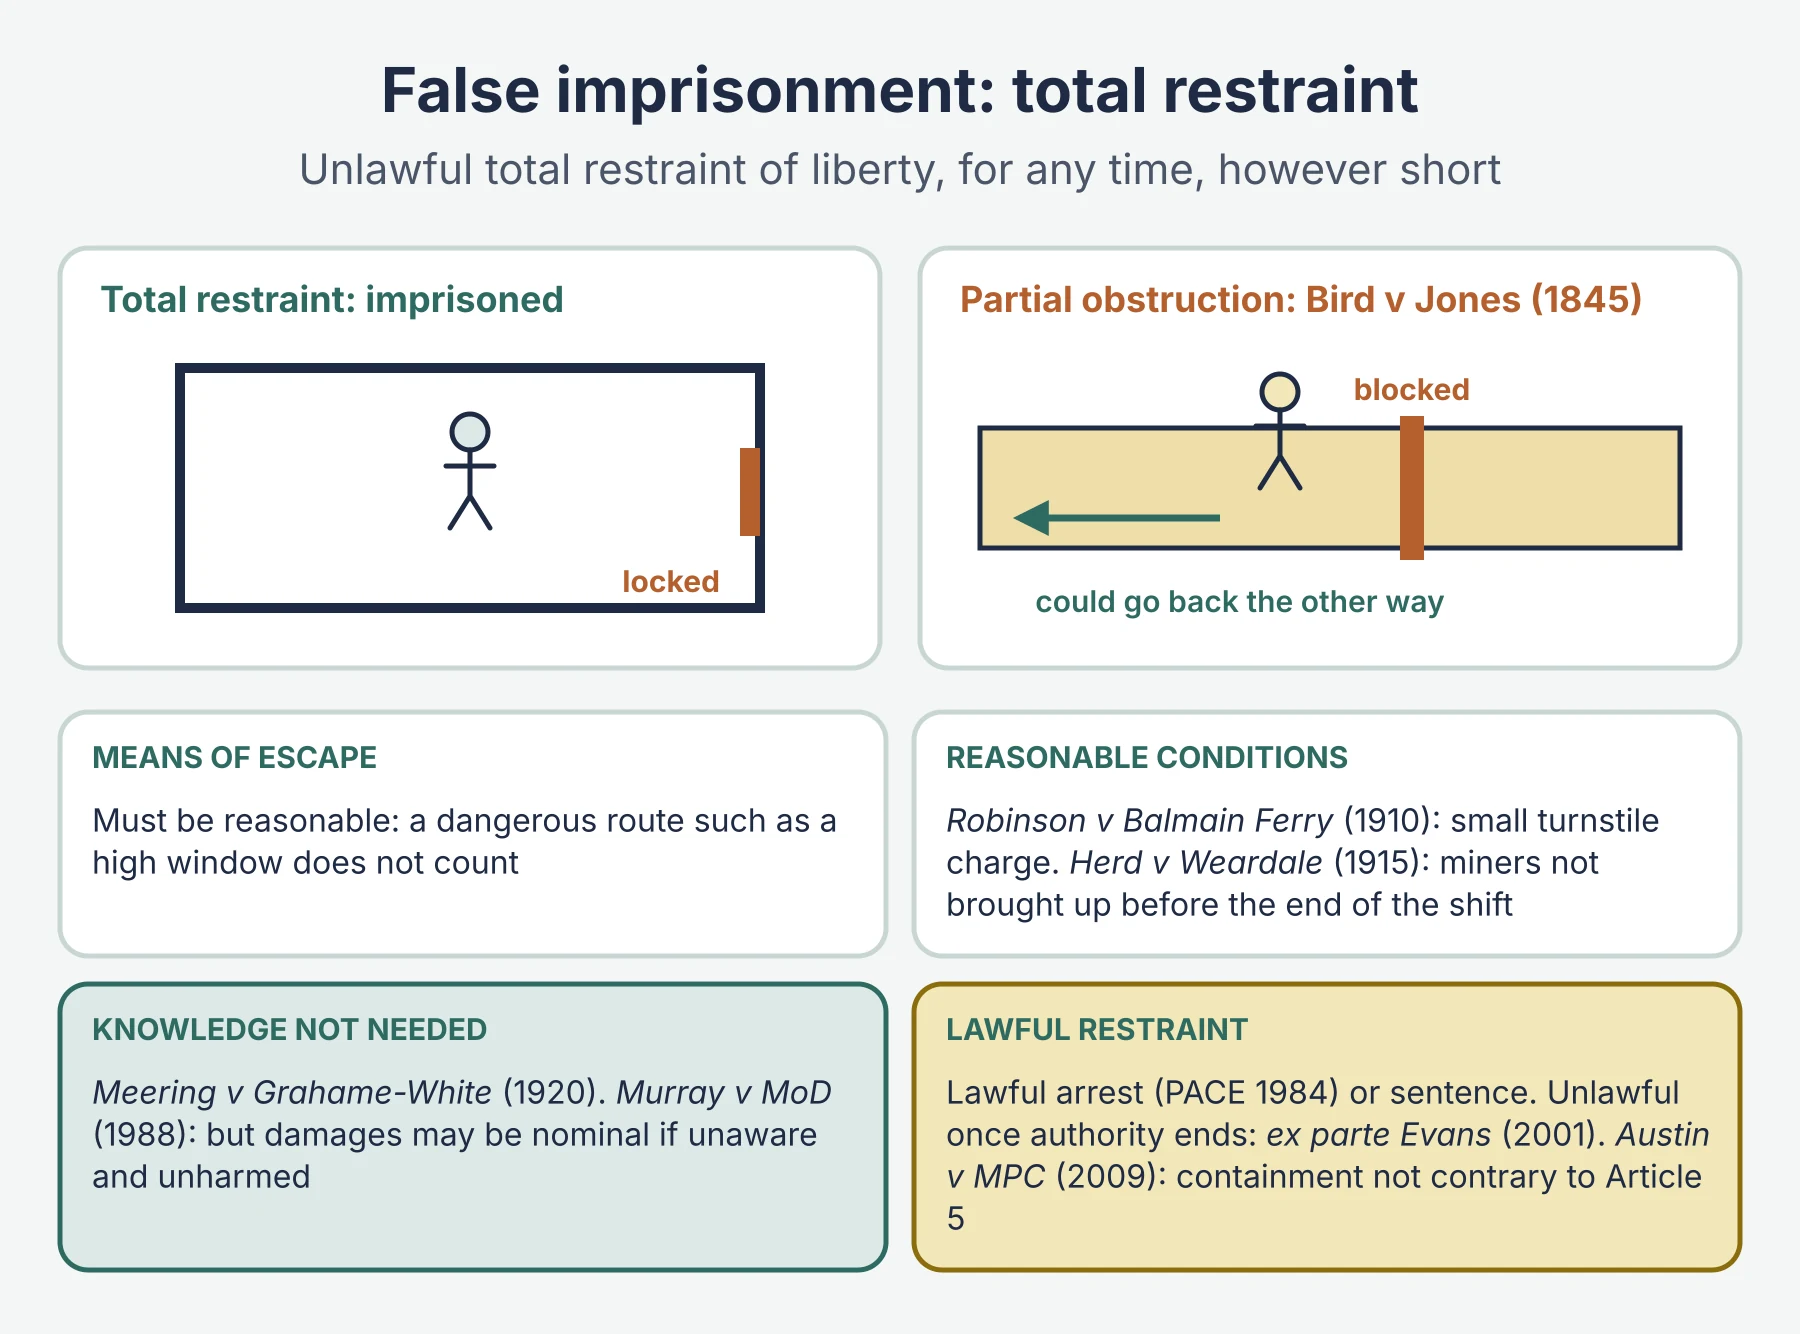 False imprisonment: total restraint
Unlawful total restraint of liberty, for any time, however short
Total restraint: imprisoned
locked
Partial obstruction: Bird v Jones (1845)
blocked
could go back the other way
MEANS OF ESCAPE
Must be reasonable: a dangerous route such as a
high window does not count
REASONABLE CONDITIONS
Robinson v Balmain Ferry (1910): small turnstile
charge. Herd v Weardale (1915): miners not
brought up before the end of the shift
KNOWLEDGE NOT NEEDED
Meering v Grahame-White (1920). Murray v MoD
(1988): but damages may be nominal if unaware
and unharmed
LAWFUL RESTRAINT
Lawful arrest (PACE 1984) or sentence. Unlawful
once authority ends: ex parte Evans (2001). Austin
v MPC (2009): containment not contrary to Article
5